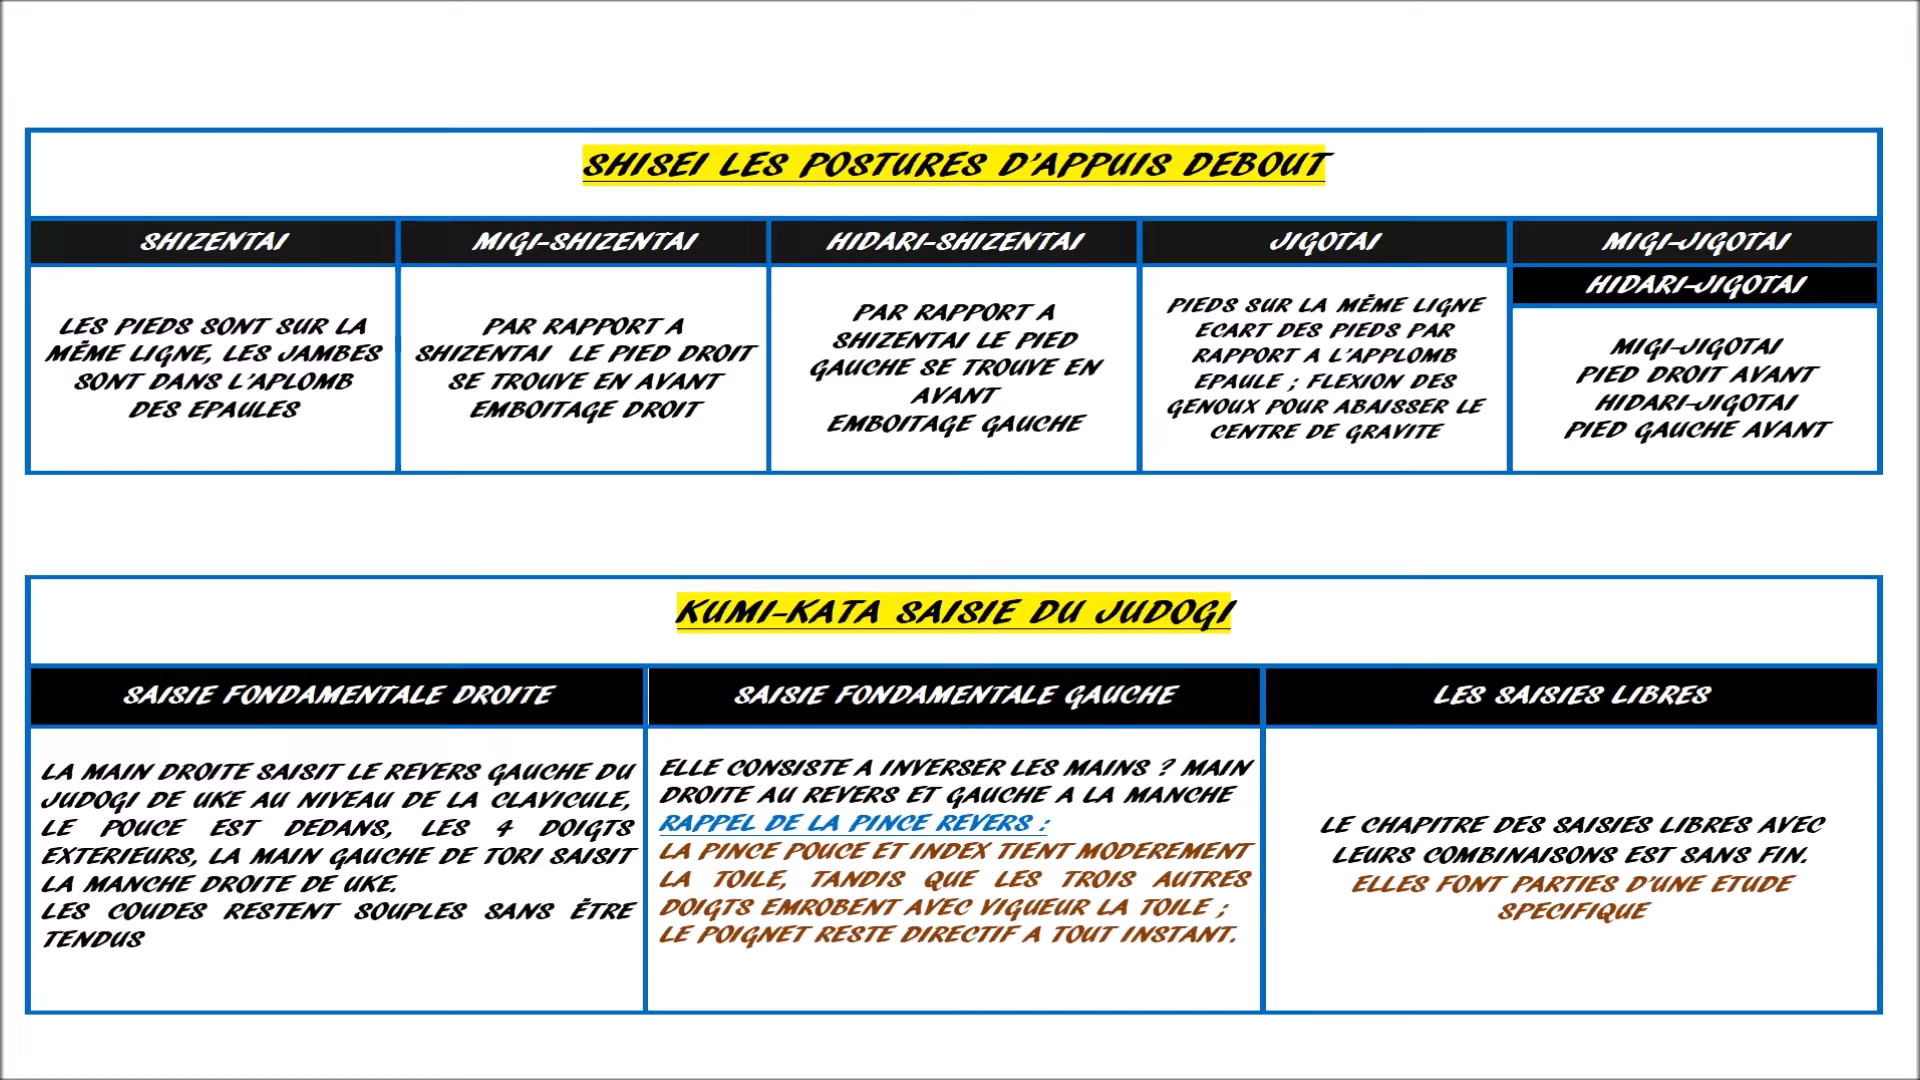 SHISEI LES POSTURES D'APPUIS DEBOUT
SHIZENTAI
MIGI-SHIZENTAI
HIDARI-SHIZENTAI
JIGOTAI
MIGI-JIGOTAI
HIDARI-JIGOTAI
LES PIEDS SONT SUR LA
MÊME LIGNE, LES JAMBES
SONT DANS L'APLOMB
DES EPAULES
PAR RAPPORT A
SHIZENTAI LE PIED DROIT
SE TROUVE EN AVANT
EMBOITAGE DROIT
PAR RAPPORT A
SHIZENTAI LE PIED
GAUCHE SE TROUVE EN
AVANT
EMBOITAGE GAUCHE
PIEDS SUR LA MÊME LIGNE
ECART DES PIEDS PAR
RAPPORT A L'APPLOMB
EPAULE ; FLEXION DES
GENOUX POUR ABAISSER LE
CENTRE DE GRAVITE
MIGI-JIGOTAI
PIED DROIT AVANT
HIDARI-JIGOTAI
PIED GAUCHE AVANT
KUMI-KATA SAISIE DU JUDOGI
SAISIE FONDAMENTALE DROITE
SAISIE FONDAMENTALE GAUCHE
LES SAISIES LIBRES
LA MAIN DROITE SAISIT LE REVERS GAUCHE DU
JUDOGI DE UKE AU NIVEAU DE LA CLAVICULE,
LE POUCE EST DEDANS, LES 4 DOIGTS
EXTERIEURS, LA MAIN GAUCHE DE TORI SAISIT
LA MANCHE DROITE DE UKE.
LES COUDES RESTENT SOUPLES SANS ÊTRE
TENDUS
ELLE CONSISTE A INVERSER LES MAINS ? MAIN
DROITE AU REVERS ET GAUCHE A LA MANCHE
RAPPEL DE LA PINCE REVERS :
LA PINCE POUCE ET INDEX TIENT MODEREMENT
LA TOILE, TANDIS QUE LES TROIS AUTRES
DOIGTS EMROBENT AVEC VIGUEUR LA TOILE ;
LE POIGNET RESTE DIRECTIF A TOUT INSTANT.
LE CHAPITRE DES SAISIES LIBRES AVEC
LEURS COMBINAISONS EST SANS FIN.
ELLES FONT PARTIES D'UNE ETUDE
SPECIFIQUE